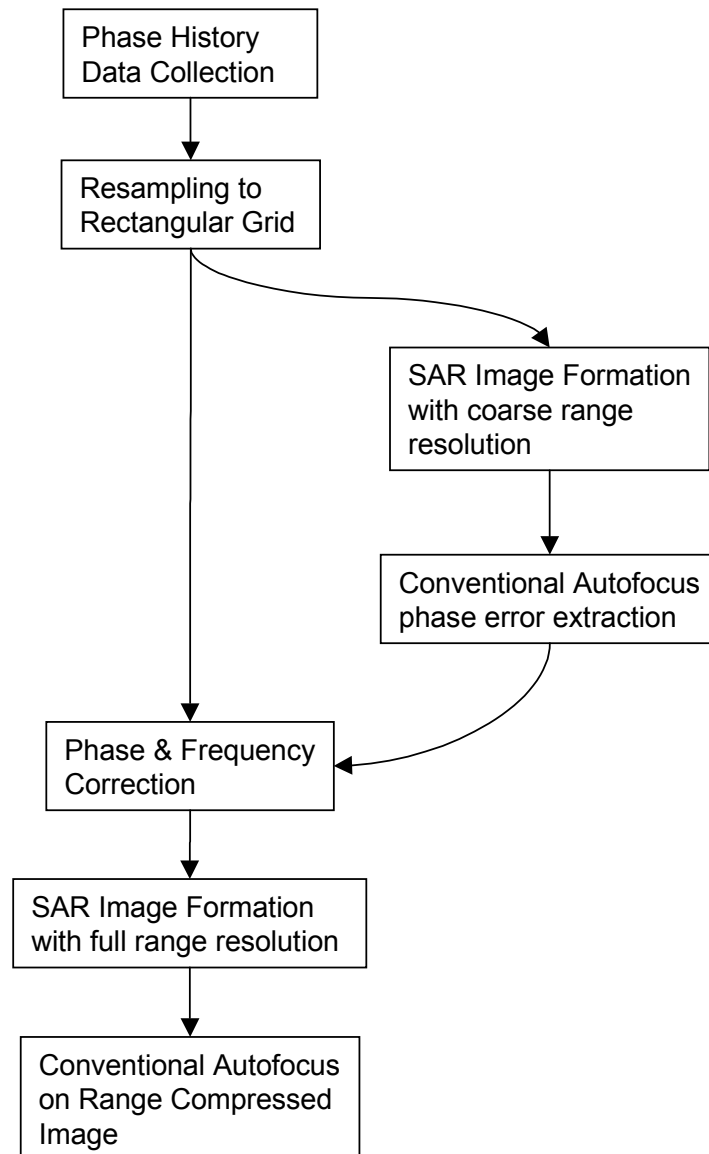 Phase History
Data Collection
Resampling to
Rectangular Grid
SAR Image Formation
with coarse range
resolution
Conventional Autofocus
phase error extraction
Phase & Frequency
Correction
SAR Image Formation
with full range resolution
Conventional Autofocus
on Range Compressed
Image